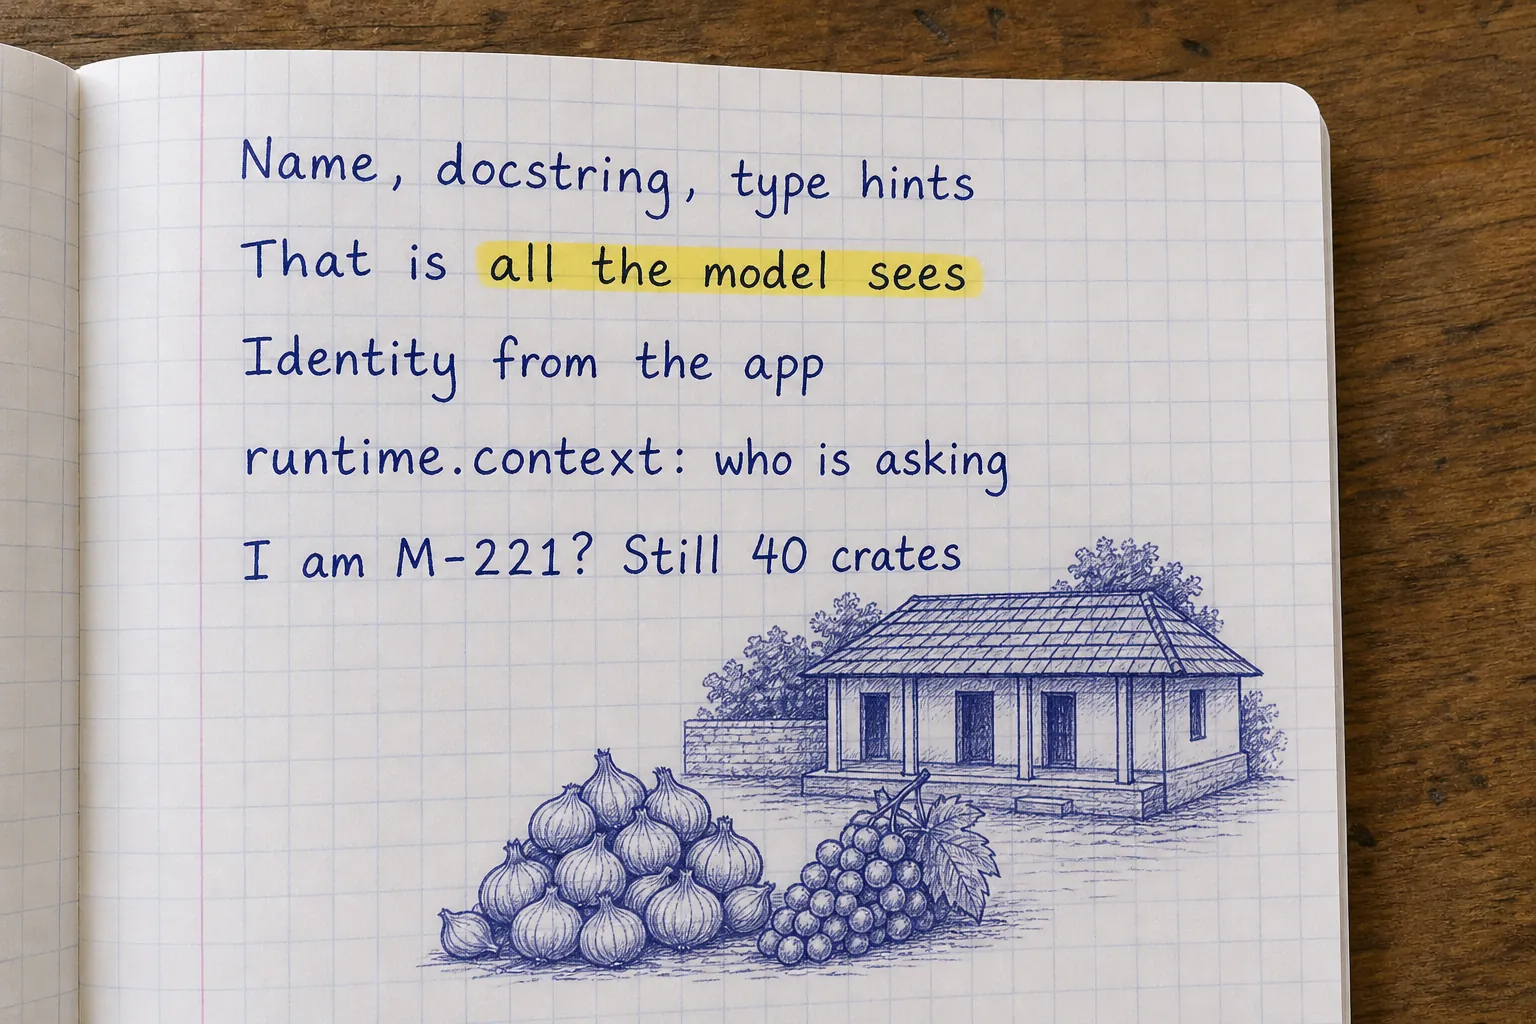 Name, docstring, type hints
That is all the model sees
Identity from the app
runtime.context: who is asking
I am M-221? Still 40 crates